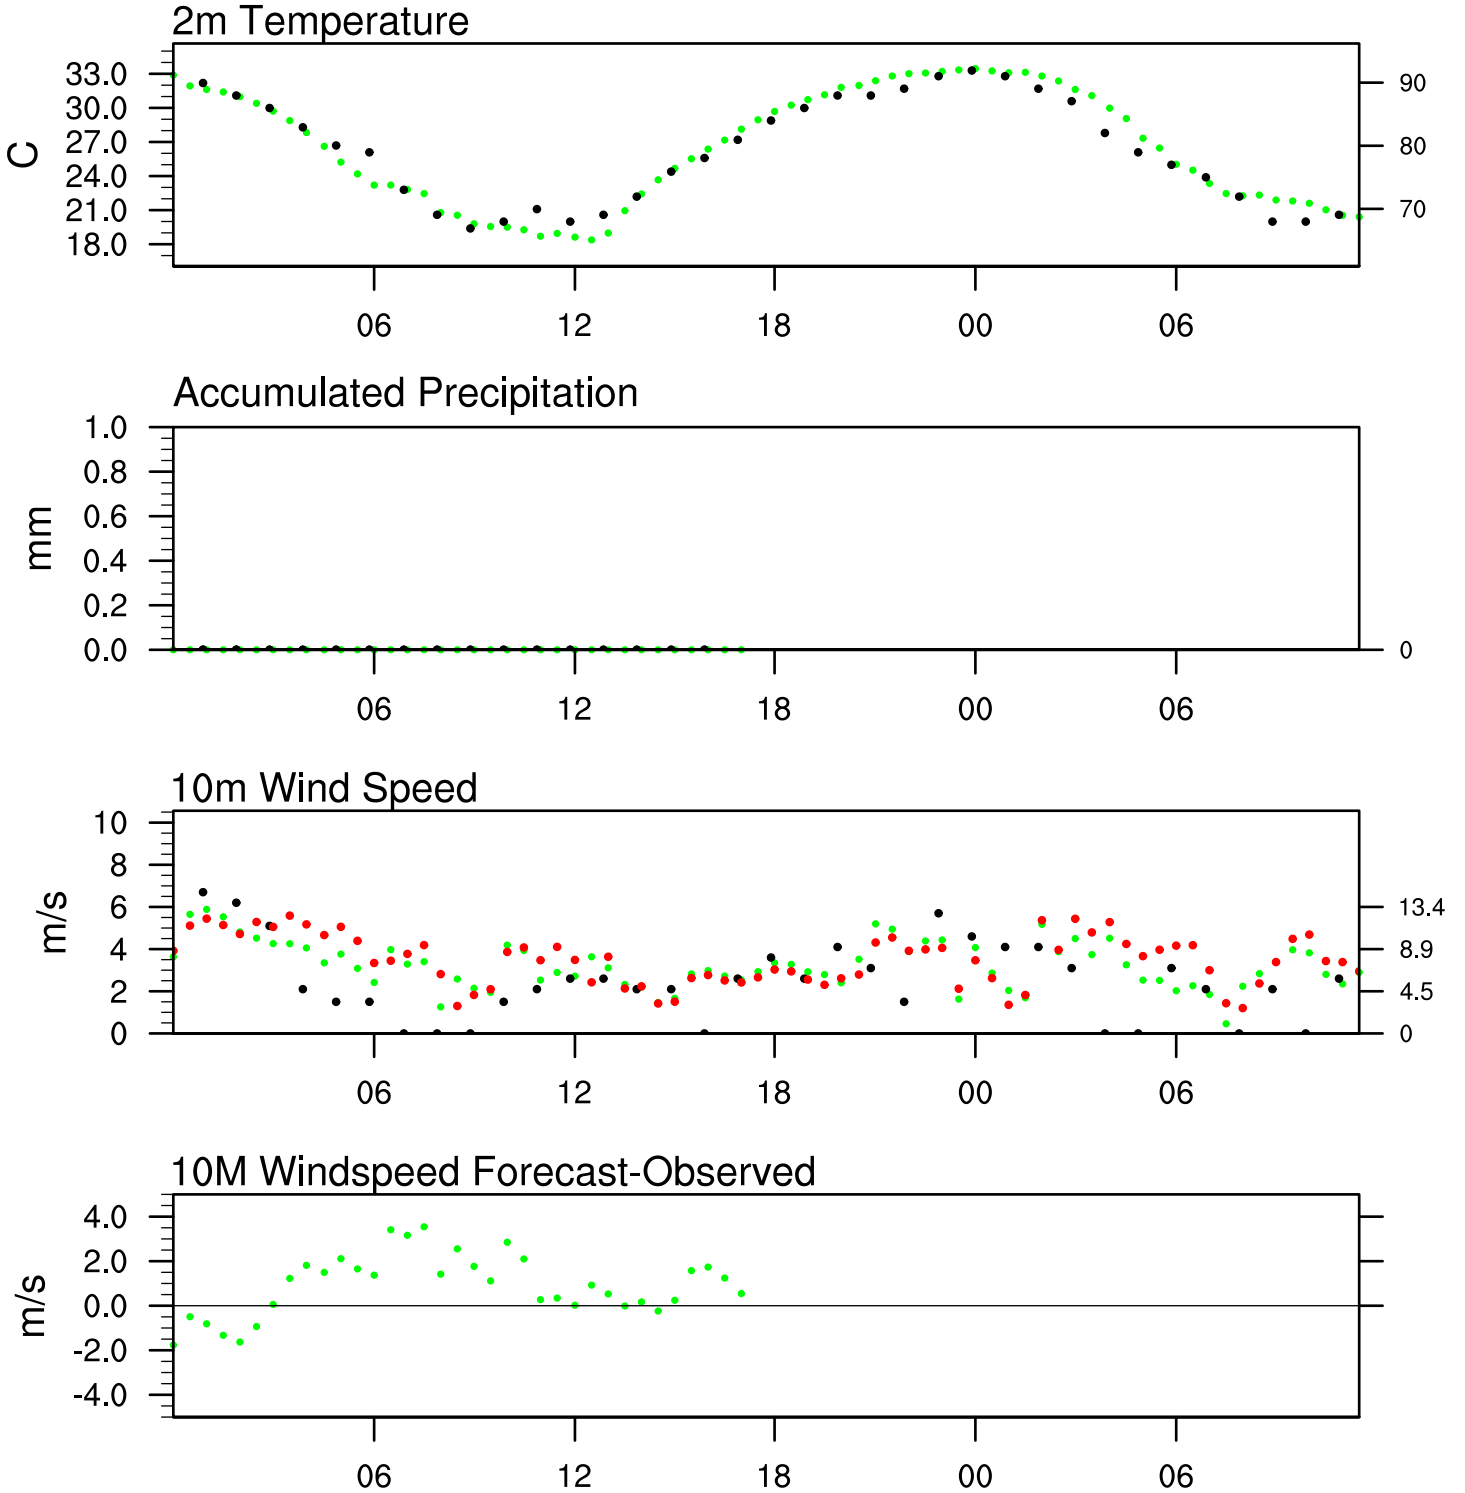 2m Temperature
33.0
30.0
27.0
24.0
21.0
18.0
C
90
80
70
06 12 18 00 06
Accumulated Precipitation
1.0
0.8
0.6
0.4
0.2
0.0
mm
0
06 12 18 00 06
10m Wind Speed
10
8
6
4
2
0
m/s
13.4
8.9
4.5
0
06 12 18 00 06
10M Windspeed Forecast-Observed
4.0
2.0
0.0
-2.0
-4.0
m/s
06 12 18 00 06